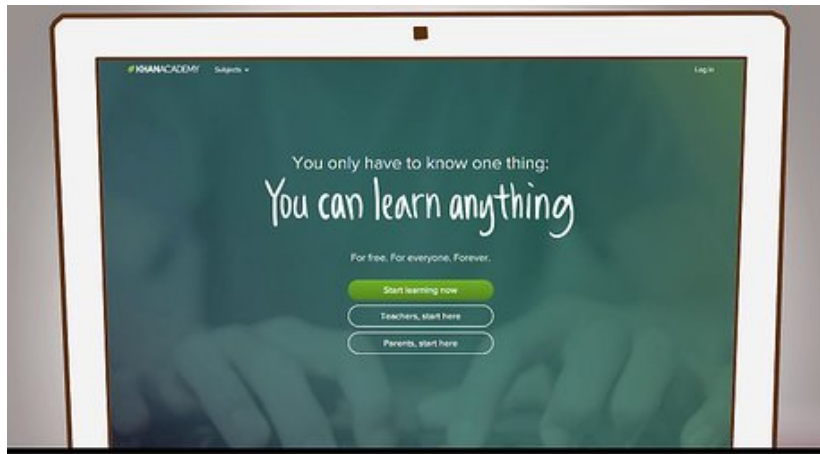 KHANACADEMY Subjects Log in
You only have to know one thing:
You can learn anything
For free. For everyone. Forever.
Start learning now
Teachers, start here
Parents, start here